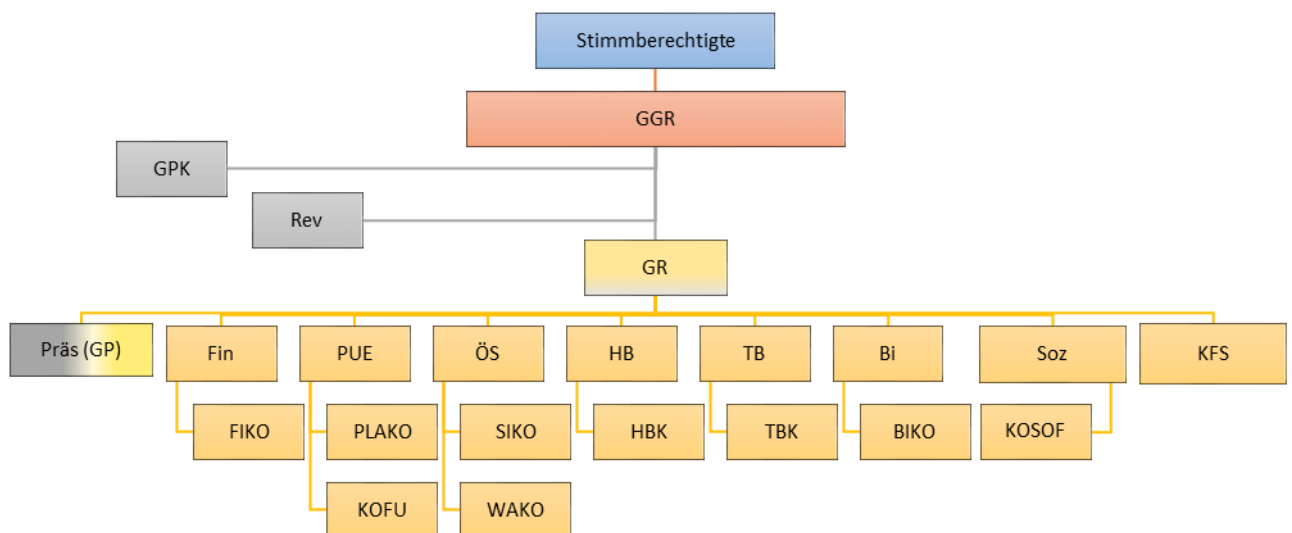 Stimmberechtigte
GGR
GPK
Rev
GR
Präs (GP)
Fin
PUE
ÖS
HB
TB
Bi
Soz
KFS
FIKO
PLAKO
SIKO
HBK
TBK
BIKO
KOSOF
KOFU
WAKO